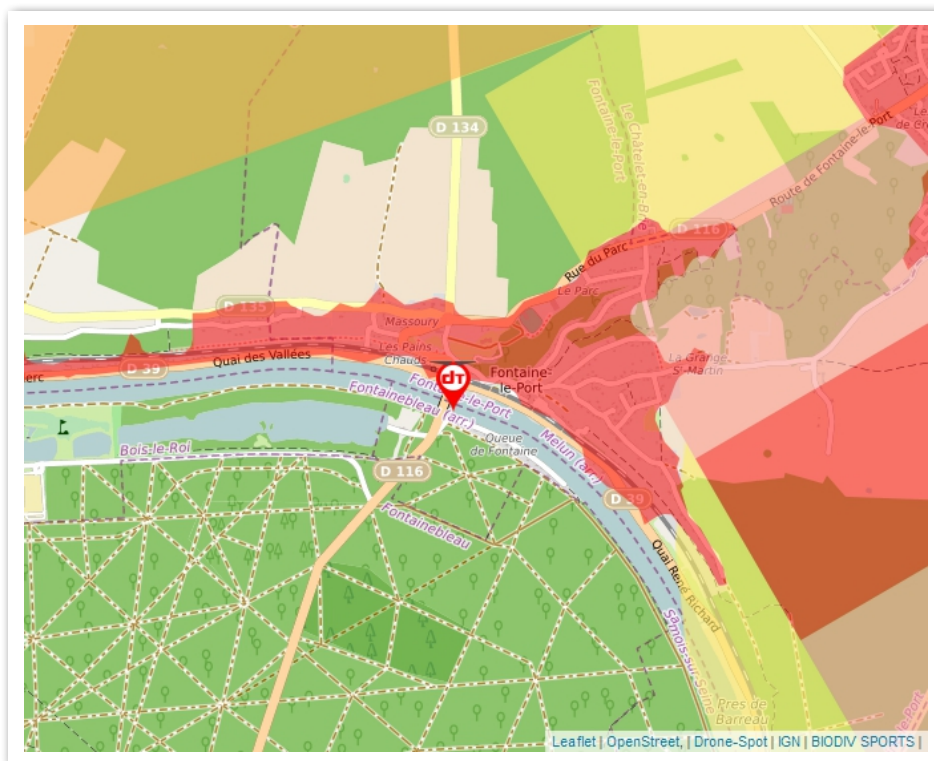 D 134
Le Châtelet-en-Brie
Fontaine-le-Port
Route de Fontaine-le-Port
Rue du Parc
D 116
Le Parc
D 135
Massoury
Les Pains
Chauds
Quai des Vallées
D 39
erc
La Grange
St-Martin
Fontaine-
le-Port
dT
Fontaine-le-Port
Fontainebleau (arr.)
Queue
de Fontaine
Melun (arr.)
Bois-le-Roi
D 116
D 39
Fontainebleau
Quai René Richard
Samois-sur-Seine
Prés de
Barreau
Leaflet | OpenStreet, | Drone-Spot | IGN | BIODIV SPORTS |